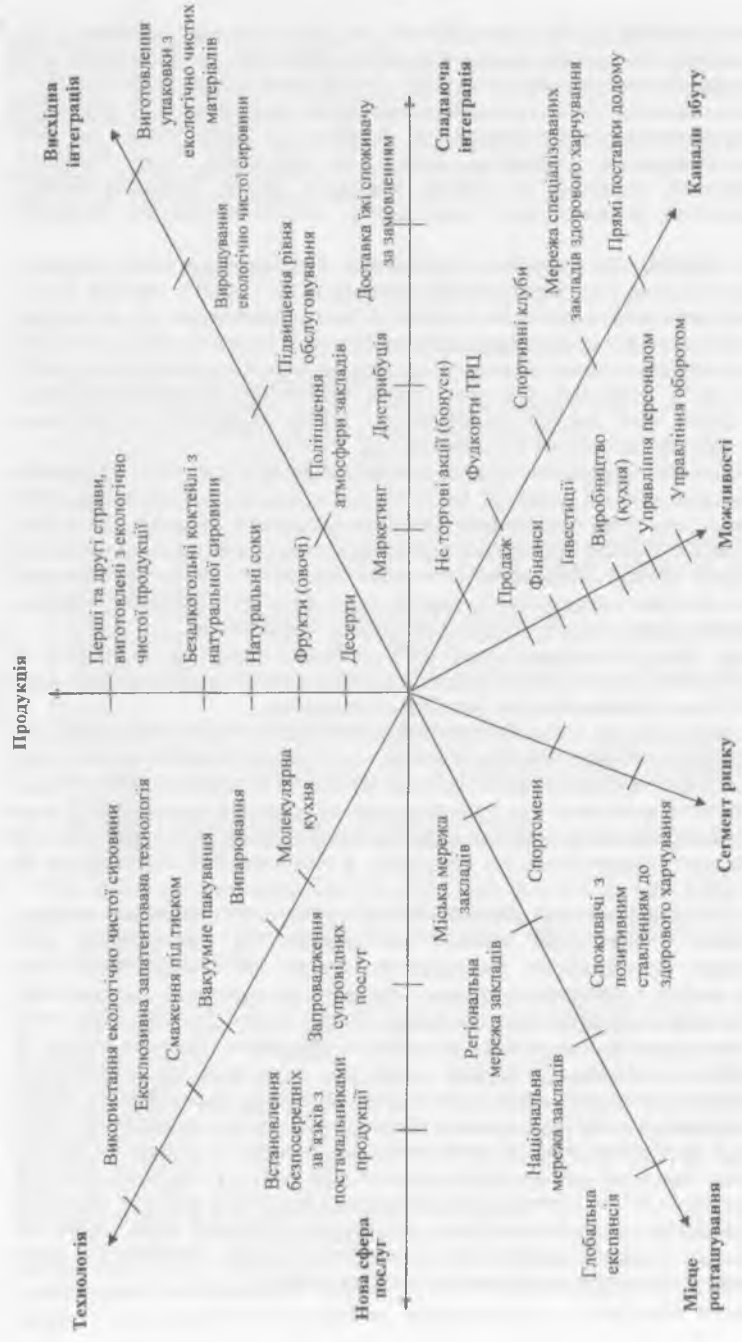 Продукція
Технологія
Використання екологічно чистої сировини
Ексклюзивна запатентована технологія
Смаження під тиском
Вакуумне пакування
Випарювання
Молекулярна
кухня
Перші та другі страви,
виготовлені з екологічно
чистої продукції
Безалкогольні коктейлі з
натуральної сировини
Натуральні соки
Фрукти (овочі)
Десерти
Висхідна
інтеграція
Виготовлення
упаковки з
екологічно чистих
матеріалів
Вирощування
екологічно чистої сировини
Підвищення рівня
обслуговування
Поліпшення
атмосфери закладів
Нова сфера
послуг
Встановлення
безпосередніх
зв`язків з
постачальниками
продукції
Запровадження
супровідних
послуг
Маркетинг
Дистрибуція
Доставка їжі споживачу
за замовленням
Спадаюча
інтеграція
Місце
розташування
Глобальна
експансія
Національна
мережа закладів
Регіональна
мережа закладів
Міська мережа
закладів
Сегмент ринку
Спортсмени
Споживачі з
позитивним
ставленням до
здорового харчування
Можливості
Продаж
Фінанси
Інвестиції
Виробництво
(кухня)
Управління персоналом
Управління оборотом
Канали збуту
Не торгові акції (бонуси)
Фудкорти ТРЦ
Спортивні клуби
Мережа спеціалізованих
закладів здорового харчування
Прямі поставки додому